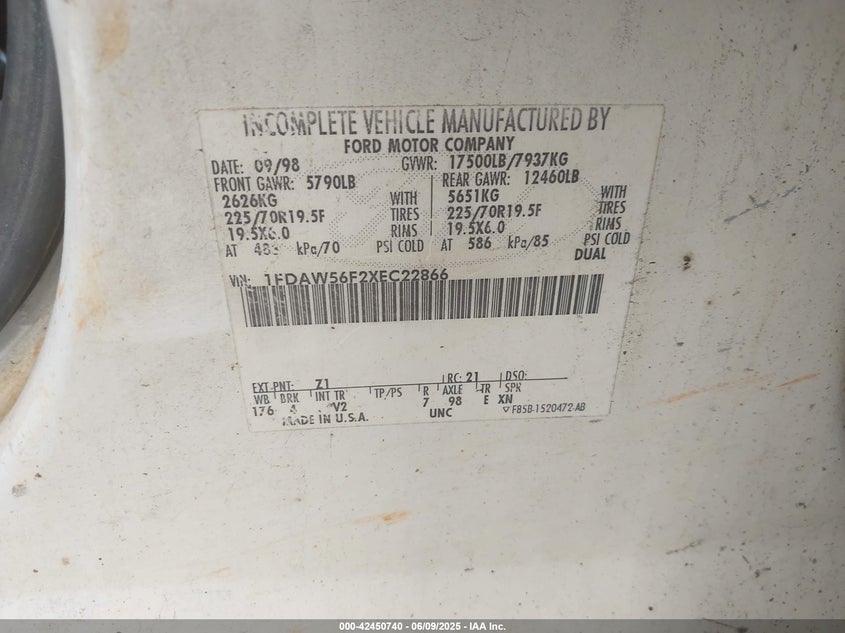 INCOMPLETE VEHICLE MANUFACTURED BY
FORD MOTOR COMPANY
DATE: 09/98 GVWR: 17500LB/7937KG
FRONT GAWR: 5790LB REAR GAWR: 12460LB
2626KG WITH 5651KG WITH
225/70R19.5F TIRES 225/70R19.5F TIRES
19.5X6.0 RIMS 19.5X6.0 RIMS
AT kPa/70 PSI COLD AT 586 kPa/85 PSI COLD
DUAL
VIN: 1FDAW56F2XEC22866
EXT PNT: Z1 RC: 21 DSO:
WB BRK INT TR TP/PS R AXLE TR SPR
176 4 V2 7 98 E XN
MADE IN U.S.A. UNC F85B-1520472-AB
000-42450740 - 06/09/2025 - IAA Inc.